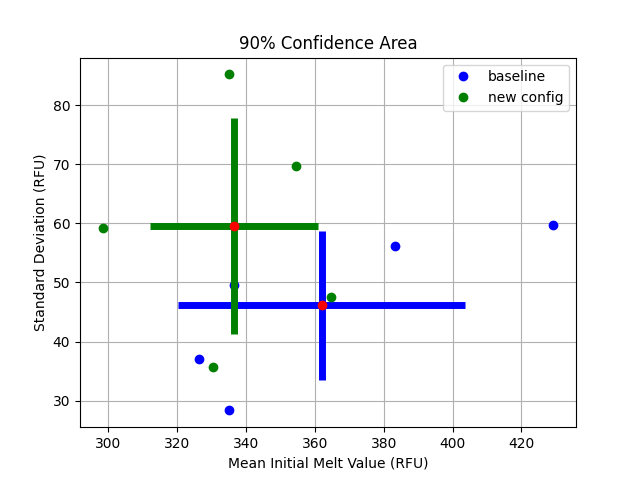 90% Confidence Area
baseline
new config
80
70
60
50
40
30
Standard Deviation (RFU)
300 320 340 360 380 400 420
Mean Initial Melt Value (RFU)